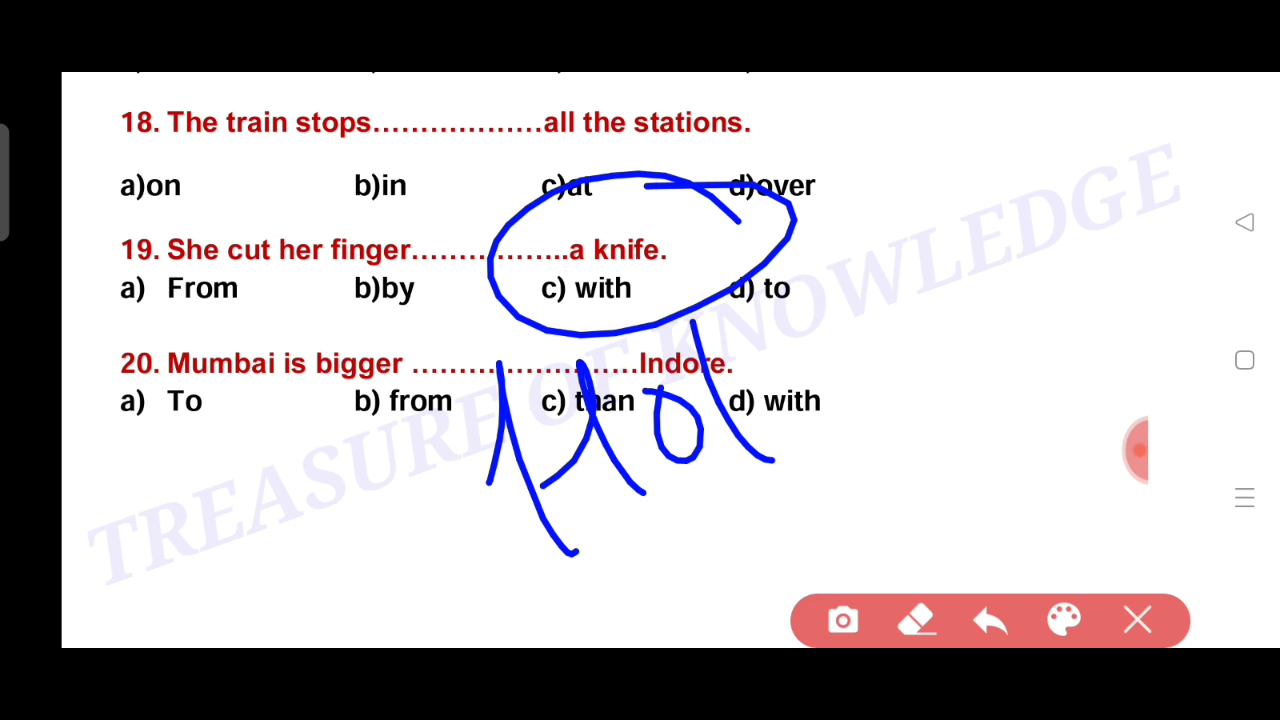 18. The train stops………………all the stations.
a)on b)in c)at d)over
19. She cut her finger……………..a knife.
a) From b)by c) with d) to
20. Mumbai is bigger ……………………Indore.
a) To b) from c) than d) with
TREASURE OF KNOWLEDGE